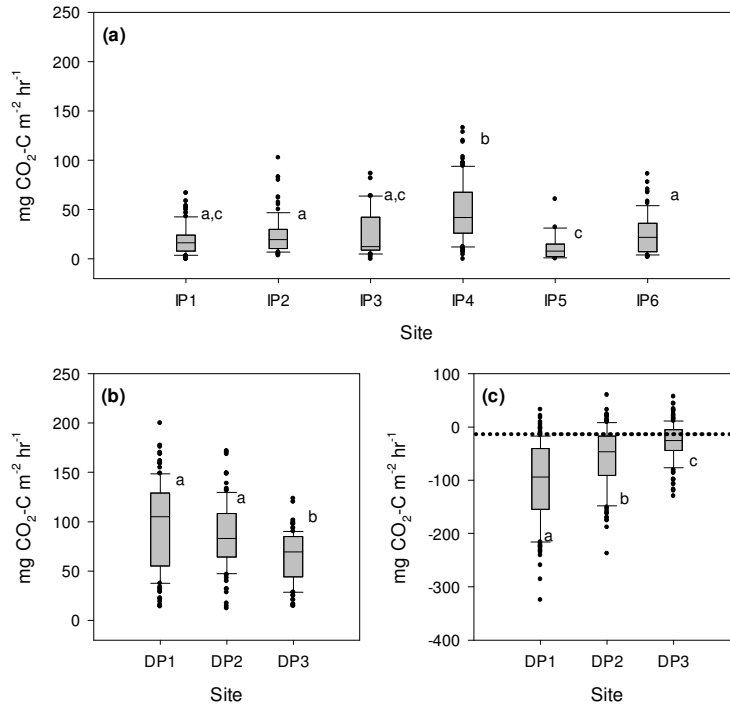 (a)
mg CO₂-C m⁻² hr⁻¹
250
200
150
100
50
0
a,c
a
a,c
b
c
a
IP1 IP2 IP3 IP4 IP5 IP6
Site
(b)
mg CO₂-C m⁻² hr⁻¹
250
200
150
100
50
0
a
a
b
DP1 DP2 DP3
Site
(c)
mg CO₂-C m⁻² hr⁻¹
100
0
-100
-200
-300
-400
a
b
c
DP1 DP2 DP3
Site